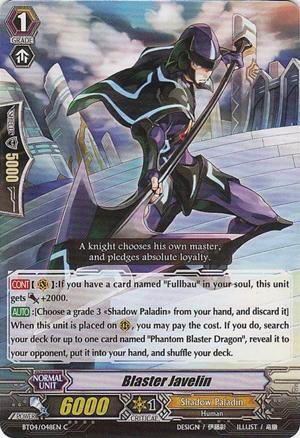 1
GRADE
SHIELD 5000
A knight chooses his own master,
and pledges absolute loyalty.
CONT [ ]:If you have a card named "Fullbau" in your soul, this unit
gets +2000.
AUTO :[Choose a grade 3 «Shadow Paladin» from your hand, and discard it]
When this unit is placed on , you may pay the cost. If you do, search
your deck for up to one card named "Phantom Blaster Dragon", reveal it
to your opponent, put it into your hand, and shuffle your deck.
NORMAL
UNIT
Blaster Javelin
POWER 6000
1
CRITICAL
Shadow Paladin
Human
BT04/048EN C
DESIGN / 伊藤彰
ILLUST /